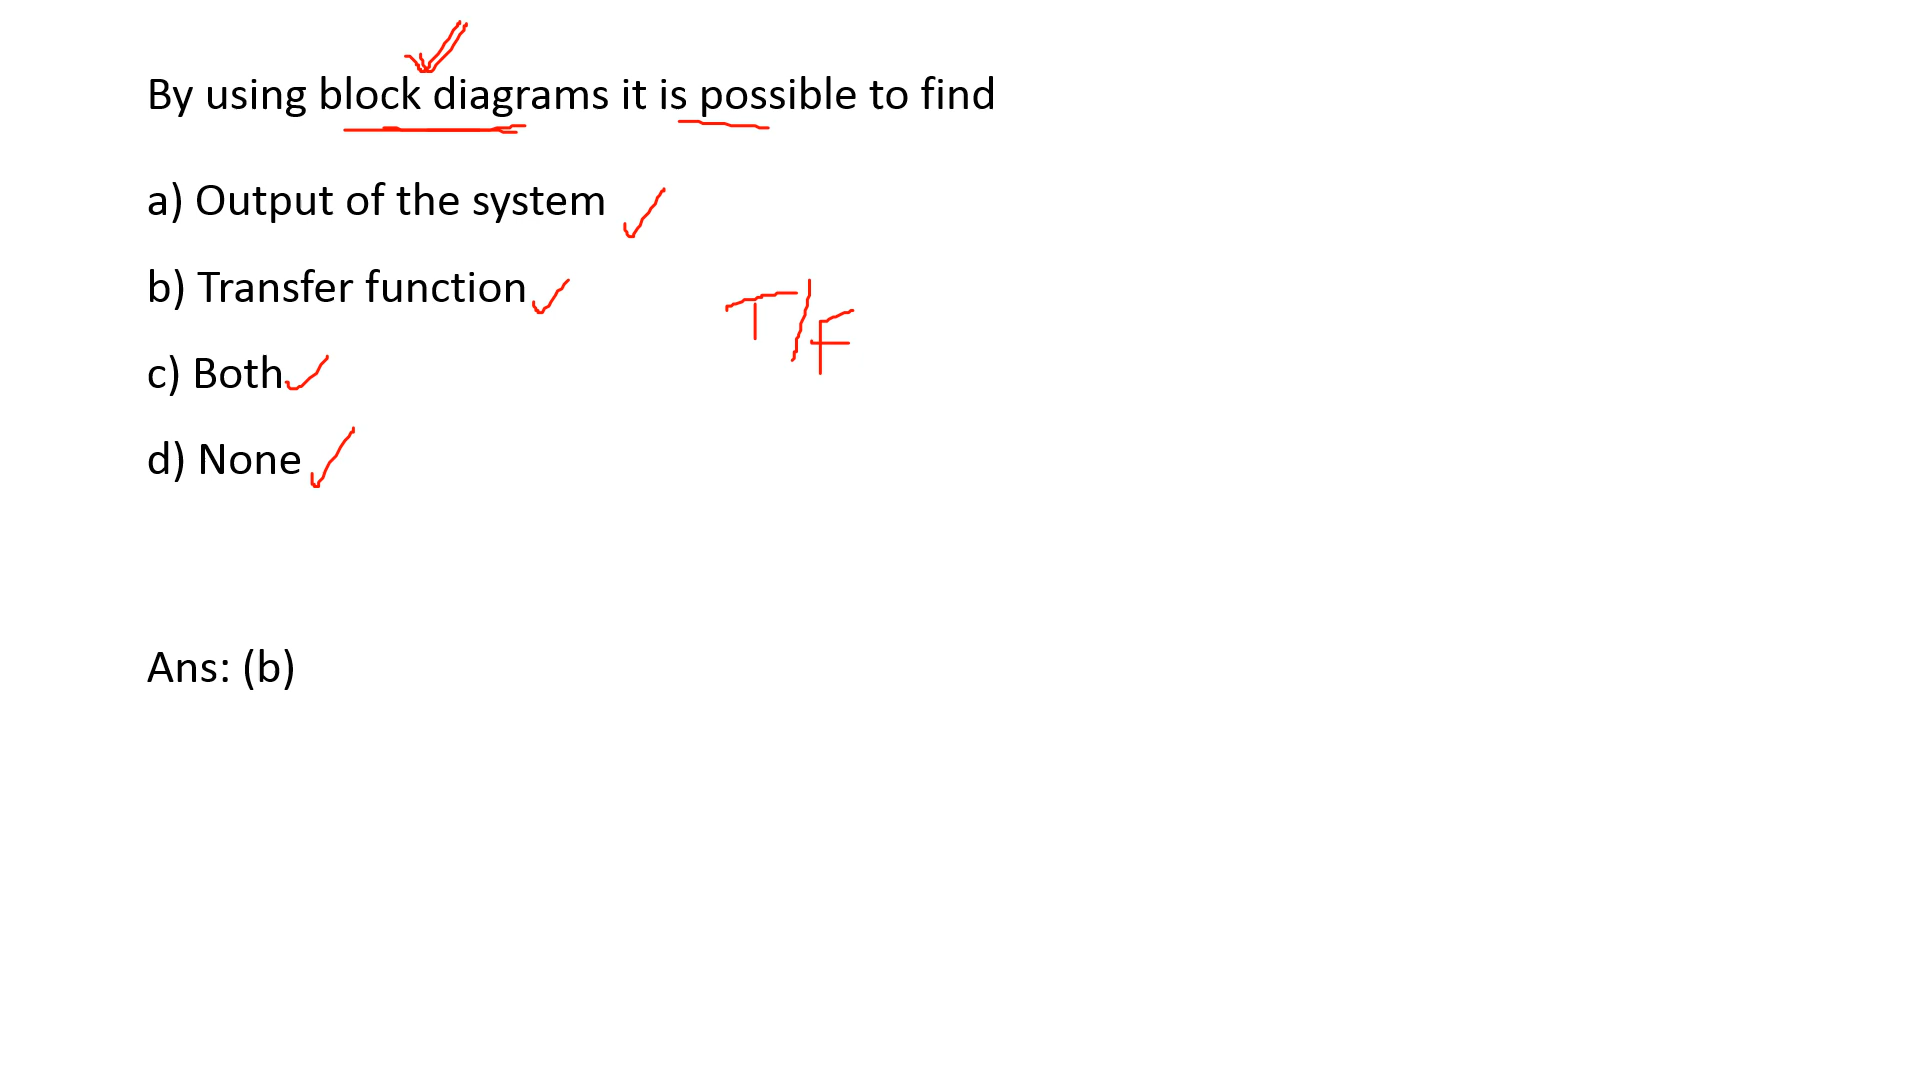 By using block diagrams it is possible to find
a) Output of the system
b) Transfer function
T/F
c) Both
d) None
Ans: (b)